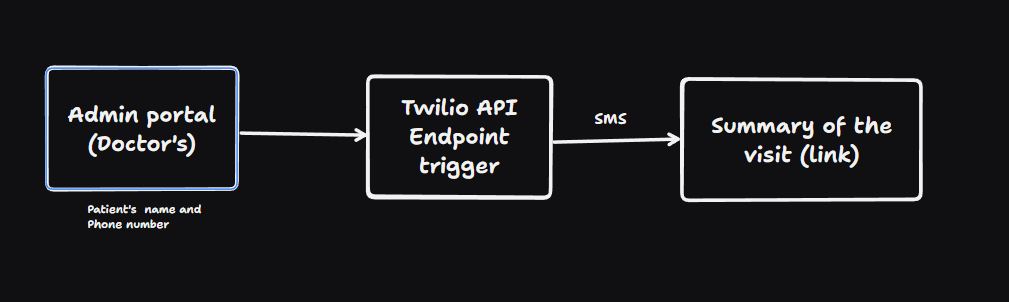 Admin portal
(Doctor's)
Patient's name and
Phone number
Twilio API
Endpoint
trigger
SMS
Summary of the
visit (link)